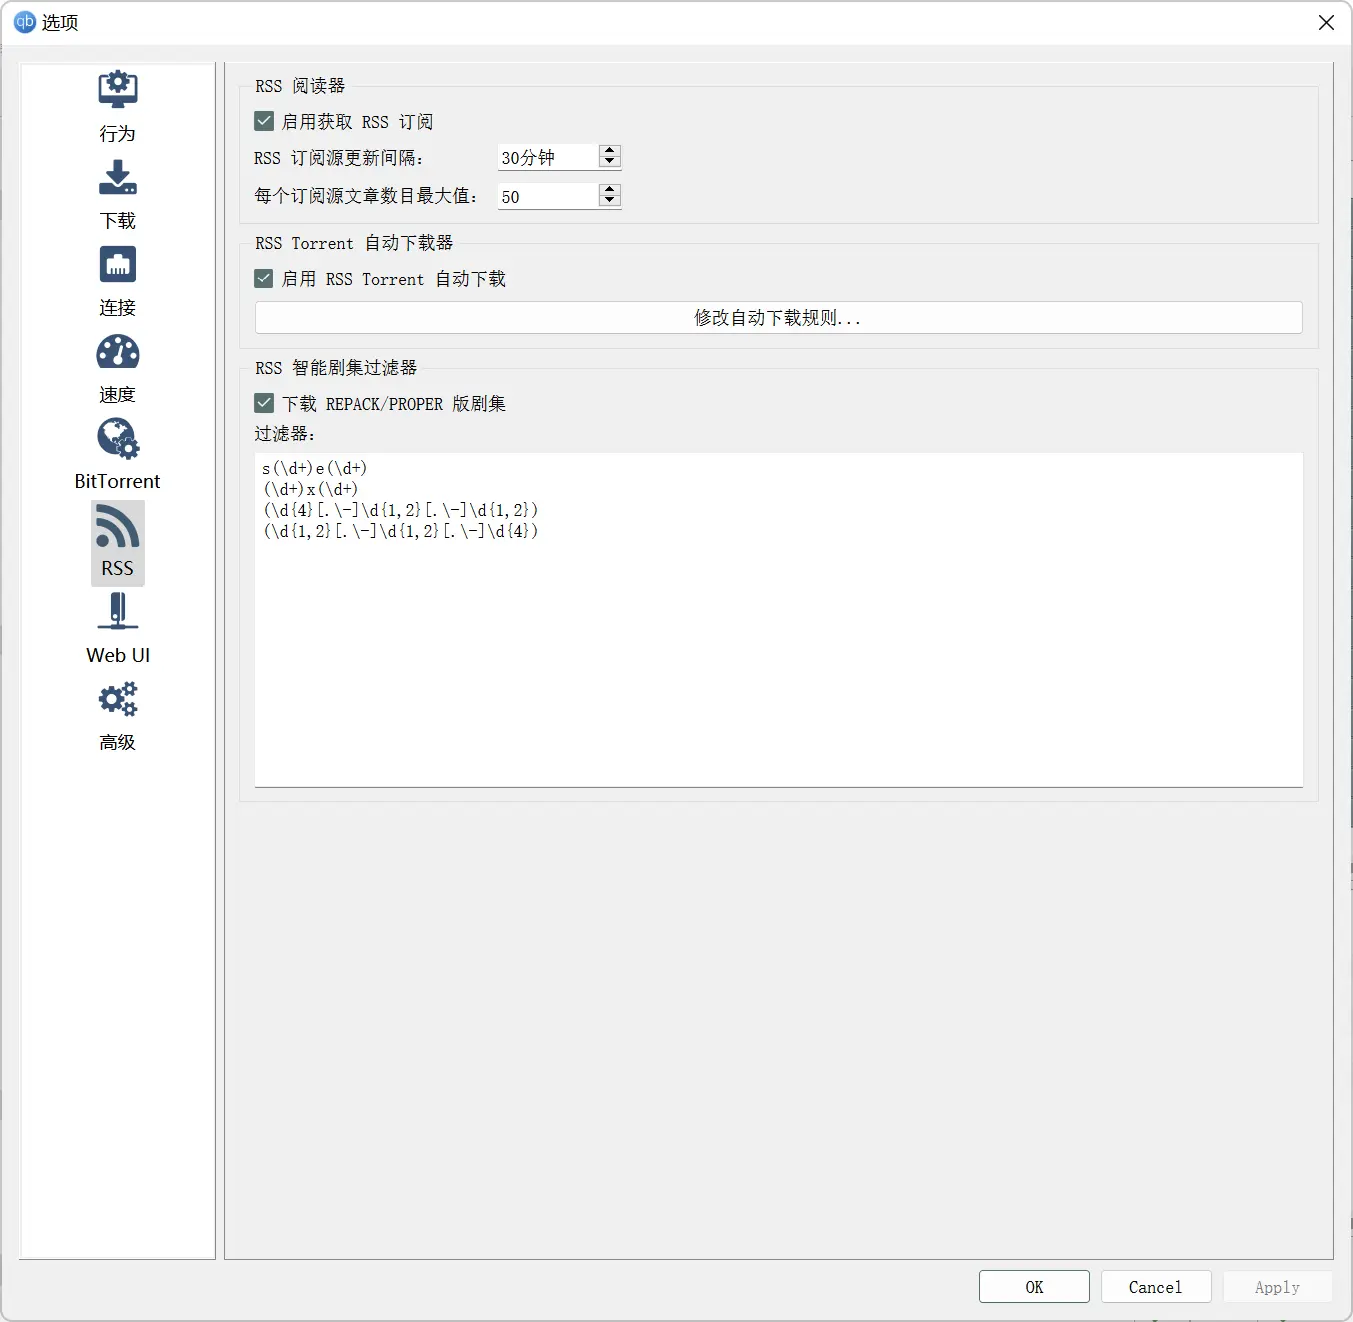 qb 选项
行为
下载
连接
速度
BitTorrent
RSS
Web UI
高级
RSS 阅读器
启用获取 RSS 订阅
RSS 订阅源更新间隔: 30分钟
每个订阅源文章数目最大值: 50
RSS Torrent 自动下载器
启用 RSS Torrent 自动下载
修改自动下载规则...
RSS 智能剧集过滤器
下载 REPACK/PROPER 版剧集
过滤器:
s(\d+)e(\d+)
(\d+)x(\d+)
(\d{4}[.\-]\d{1,2}[.\-]\d{1,2})
(\d{1,2}[.\-]\d{1,2}[.\-]\d{4})
OK Cancel Apply